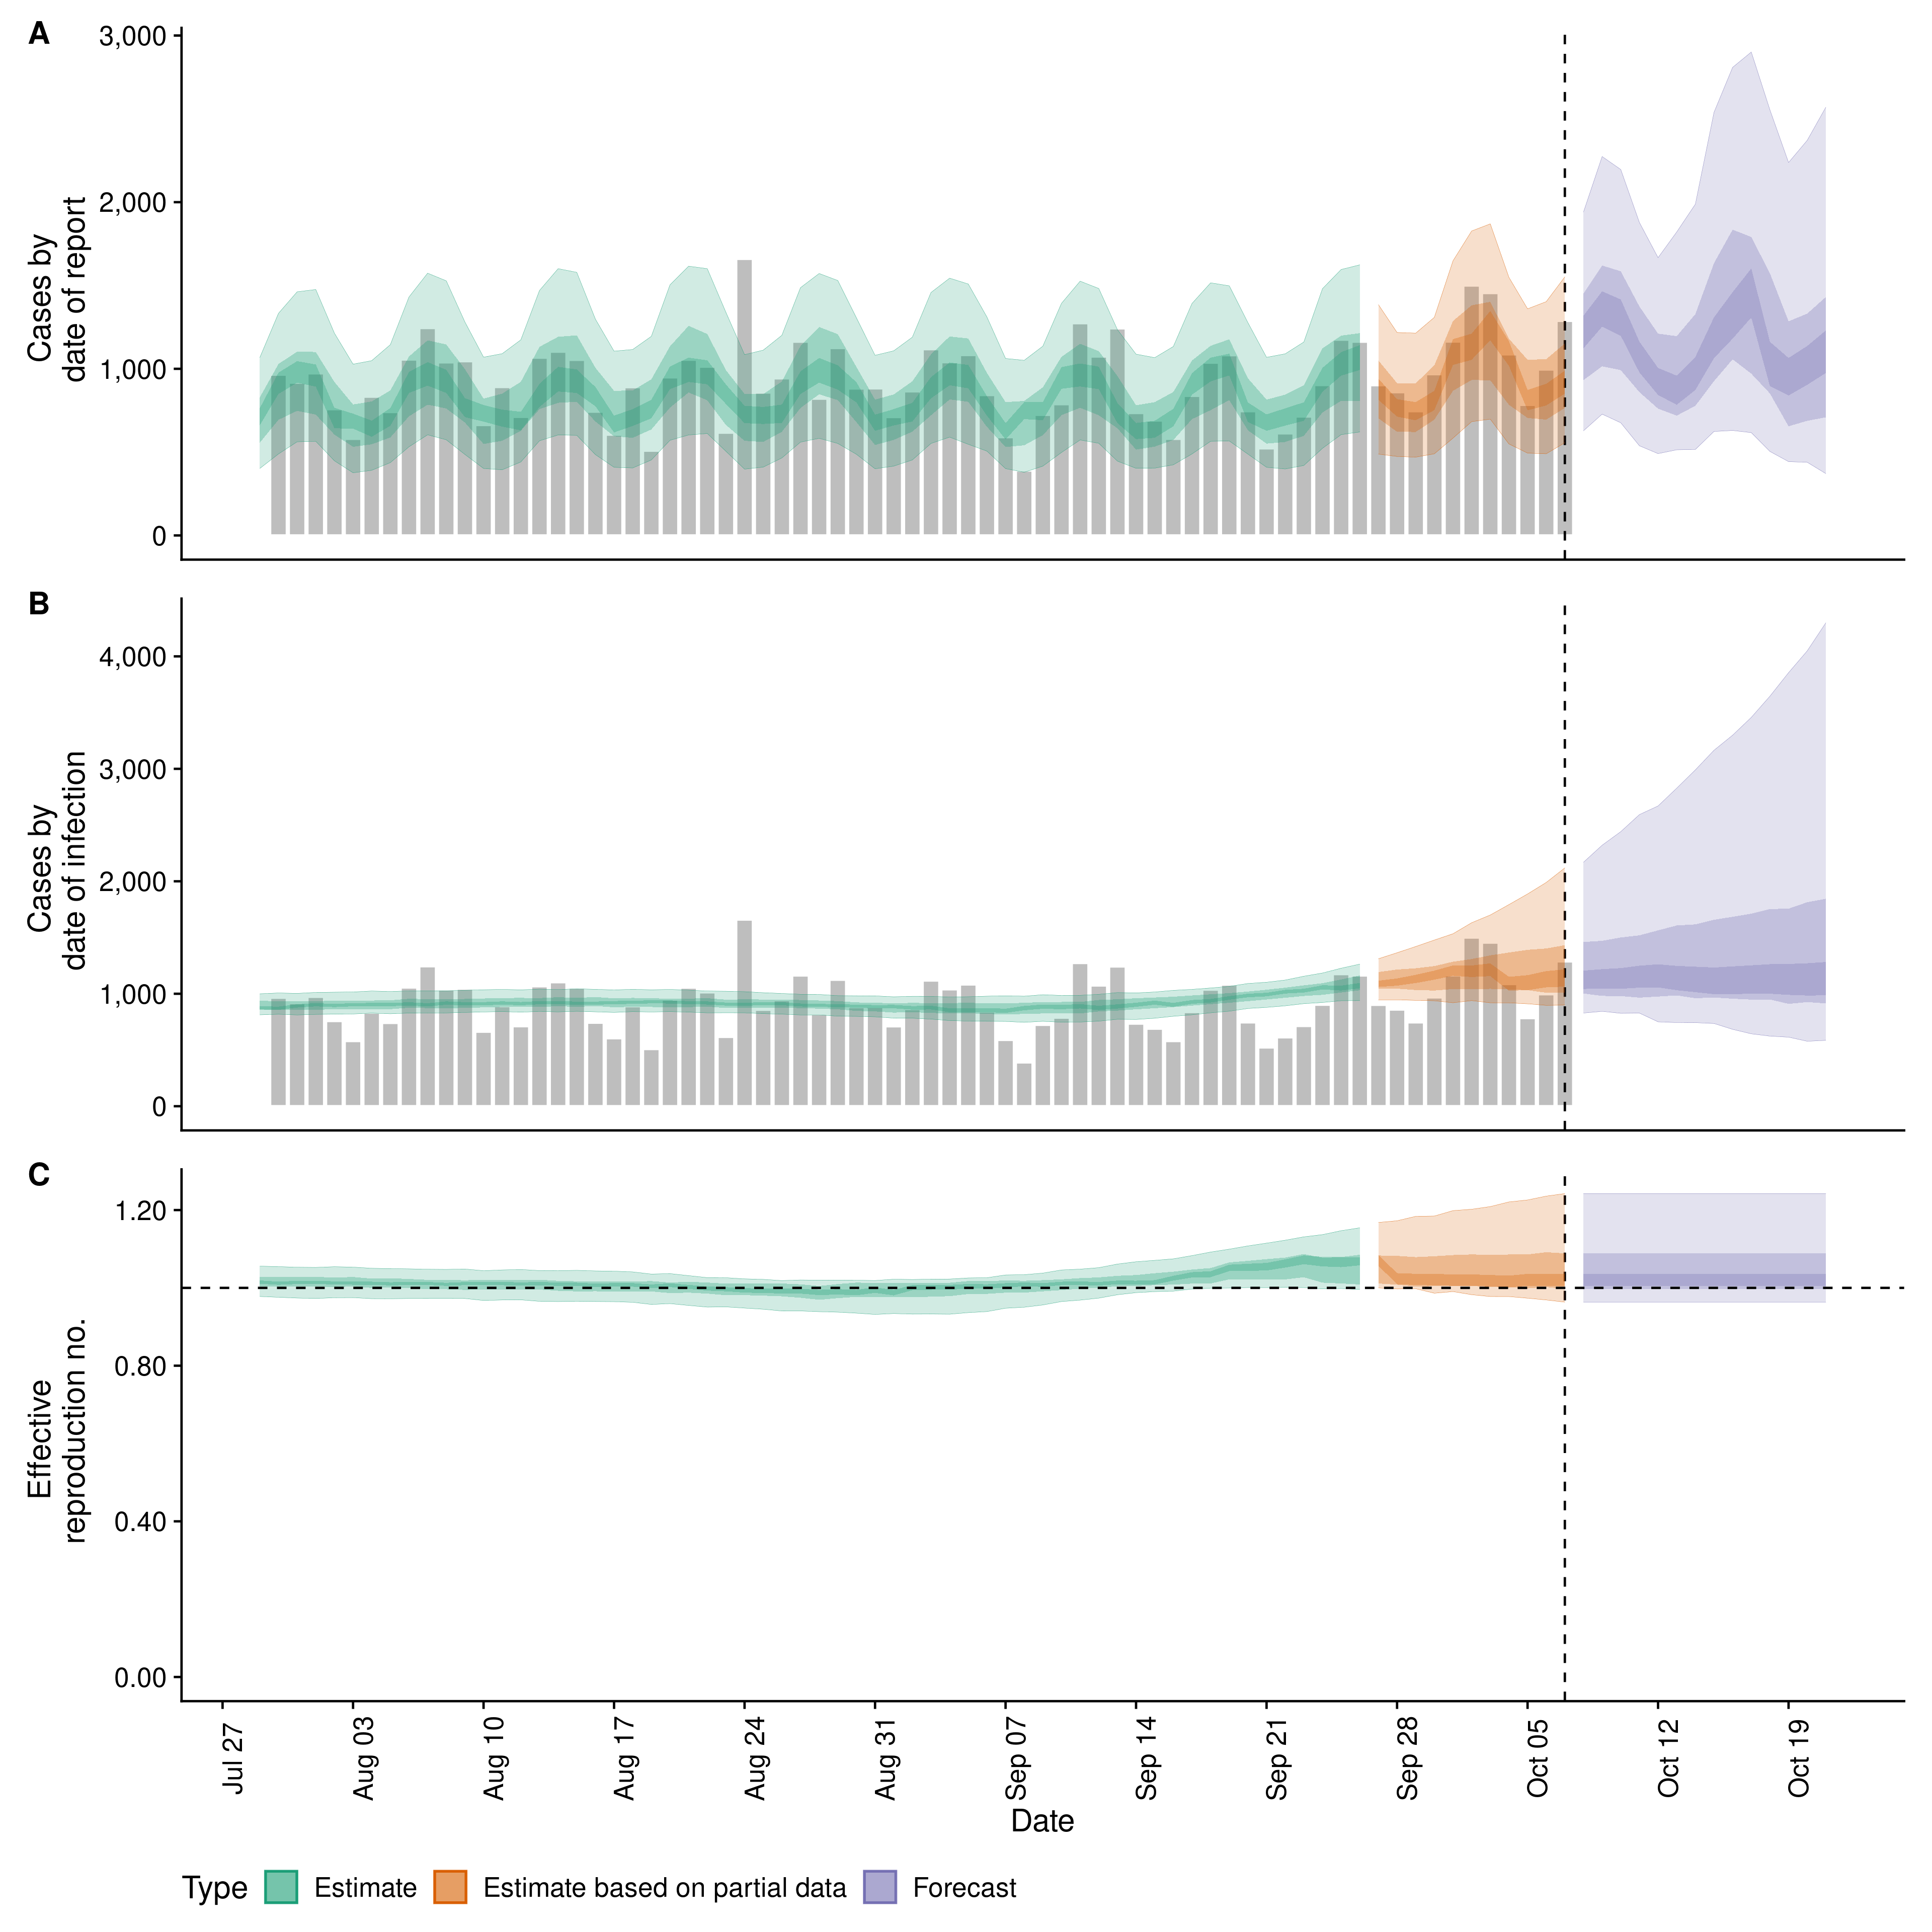 A
3,000
2,000
1,000
0
Cases by
date of report
B
4,000
3,000
2,000
1,000
0
Cases by
date of infection
C
1.20
0.80
0.40
0.00
Effective
reproduction no.
Jul 27
Aug 03
Aug 10
Aug 17
Aug 24
Aug 31
Sep 07
Sep 14
Sep 21
Sep 28
Oct 05
Oct 12
Oct 19
Date
Type Estimate Estimate based on partial data Forecast